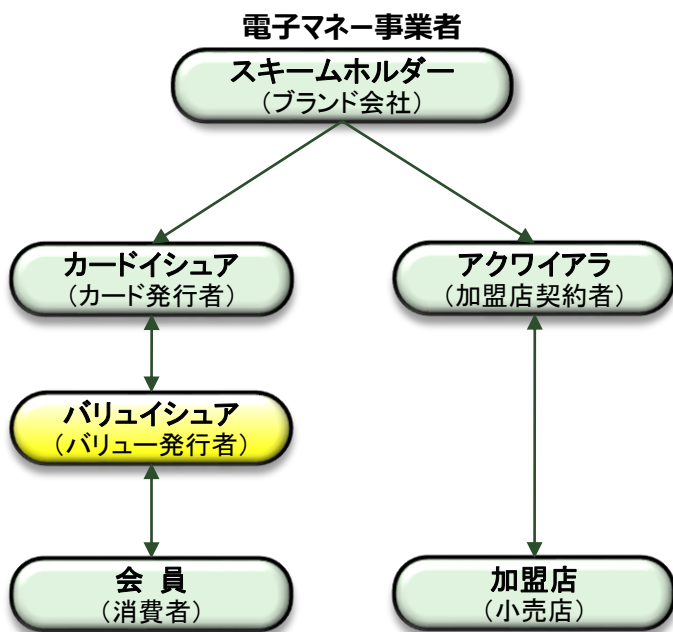 電子マネー事業者
スキームホルダー
（ブランド会社）
カードイシュア
（カード発行者）
アクワイアラ
（加盟店契約者）
バリュイシュア
（バリュー発行者）
会 員
（消費者）
加盟店
（小売店）